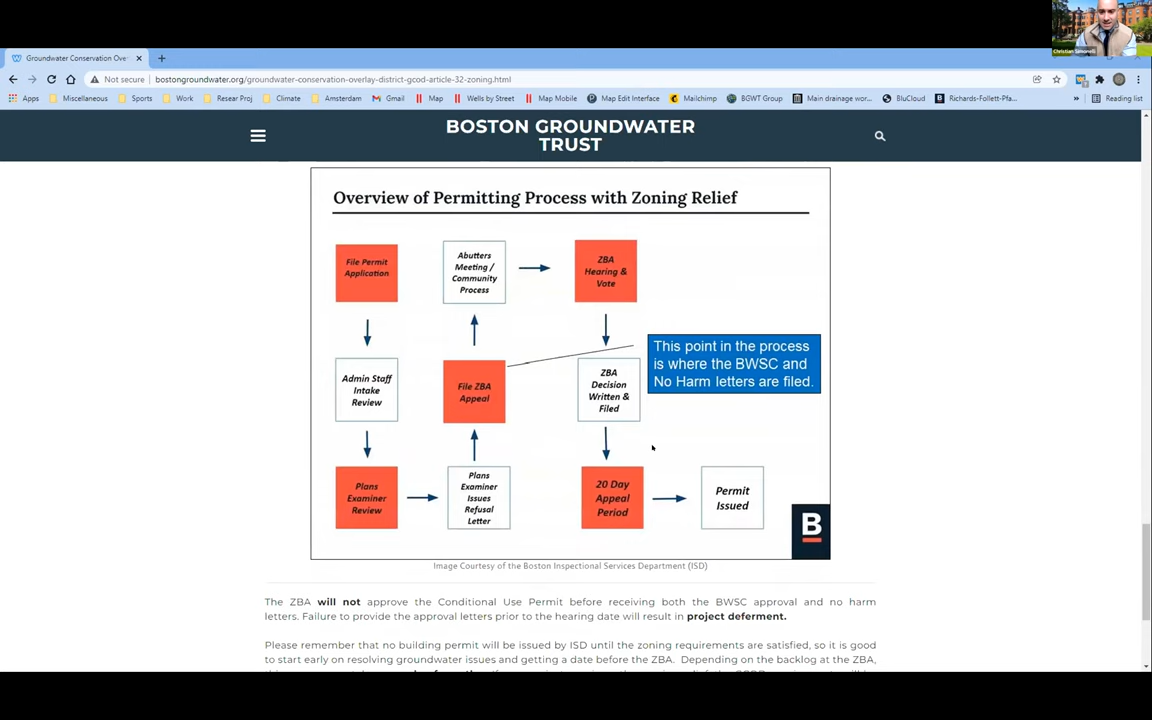 Christian Simonelli
Groundwater Conservation Over
Not secure
bostongroundwater.org/groundwater-conservation-overlay-district-gcod-article-32-zoning.html
Apps
Miscellaneous
Sports
Work
Resear Proj
Climate
Amsterdam
Gmail
Map
Wells by Street
Map Mobile
Map Edit Interface
Mailchimp
BGWT Group
Main drainage wor...
BluCloud
Richards-Follett-Pfa...
Reading list
BOSTON GROUNDWATER
TRUST
Overview of Permitting Process with Zoning Relief
File Permit
Application
Admin Staff
Intake
Review
Plans
Examiner
Review
Plans
Examiner
Issues
Refusal
Letter
File ZBA
Appeal
Abutters
Meeting /
Community
Process
ZBA
Hearing &
Vote
ZBA
Decision
Written &
Filed
This point in the process
is where the BWSC and
No Harm letters are filed.
20 Day
Appeal
Period
Permit
Issued
B
Image Courtesy of the Boston Inspectional Services Department (ISD)
The ZBA will not approve the Conditional Use Permit before receiving both the BWSC approval and no harm
letters. Failure to provide the approval letters prior to the hearing date will result in project deferment.
Please remember that no building permit will be issued by ISD until the zoning requirements are satisfied, so it is good
to start early on resolving groundwater issues and getting a date before the ZBA. Depending on the backlog at the ZBA,